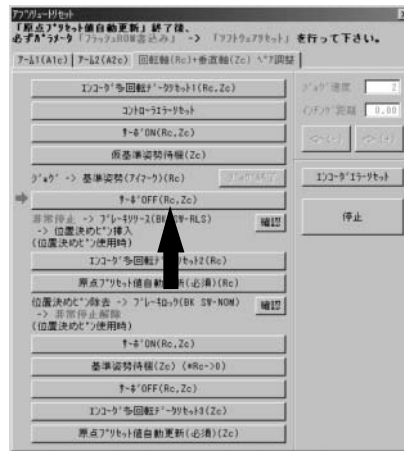 アブソリュートリセット
「原点プリセット値自動更新」終了後、
必ずパラメータ「フラッシュROM書込み」 -> 「ソフトウェアリセット」 を行って下さい。
アーム1(A1c) アーム2(A2c) 回転軸(Rc)+垂直軸(Zc) ペア調整
エンコーダ多回転データリセット1(Rc,Zc)
コントローラエラーリセット
サーボON(Rc,Zc)
仮基準姿勢待機(Zc)
ジョグ -> 基準姿勢(アイマーク)(Rc)
サーボOFF(Rc,Zc)
非常停止 -> ブレーキリリース(BK SW-RLS)
-> 位置決めピン挿入
(位置決めピン使用時)
確認
エンコーダ多回転データリセット2(Rc)
原点プリセット値自動更新(必須)(Rc)
位置決めピン除去 -> ブレーキロック(BK SW-NOM)
-> 非常停止解除
(位置決めピン使用時)
確認
サーボON(Rc,Zc)
基準姿勢待機(Zc) (※Rc->0)
サーボOFF(Rc,Zc)
エンコーダ多回転データリセット3(Zc)
原点プリセット値自動更新(必須)(Zc)
ジョグ速度 2
インチング距離 0.00
<-(-) ->(+)
エンコーダエラーリセット
停止